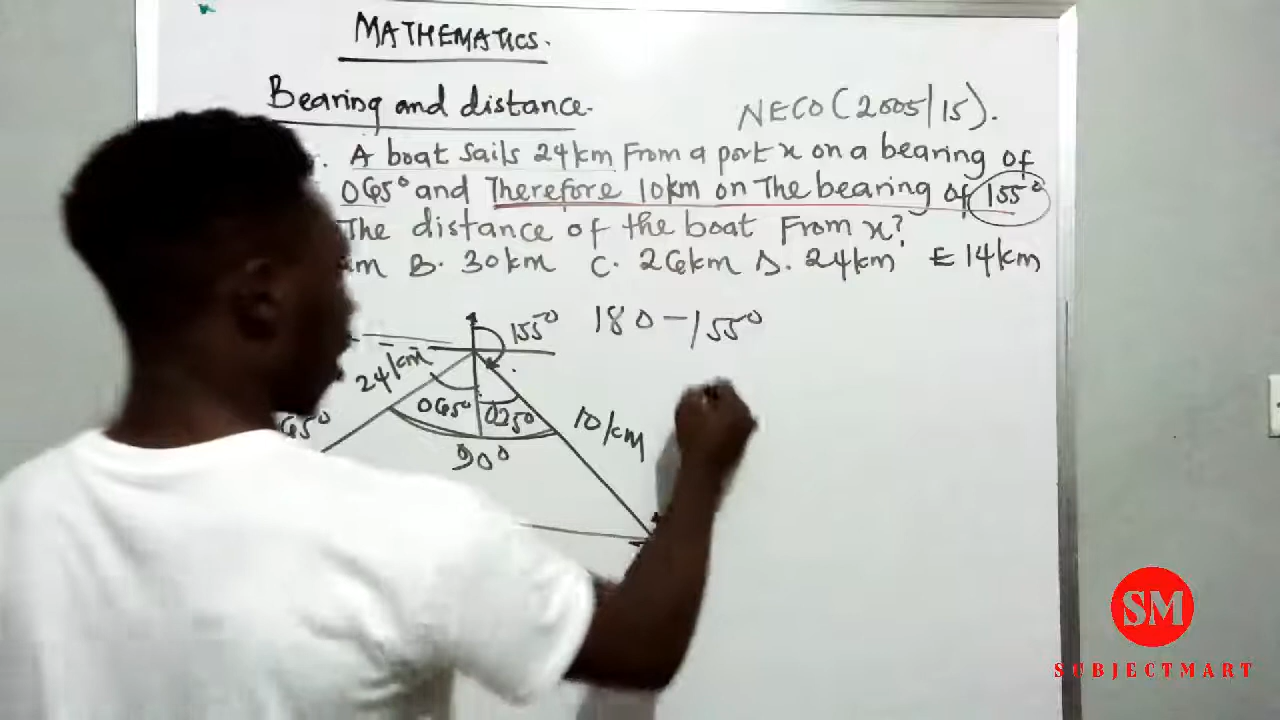 MATHEMATICS.
Bearing and distance.
NECO (2005/15).
A boat sails 24km From a port x on a bearing of
065° and Therefore 10km on The bearing of 155°
The distance of the boat From x?
B. 30km C. 26km D. 24km E 14km
155°
180-155°
24km
065°
025°
10km
65°
90°
SM
SUBJECTMART